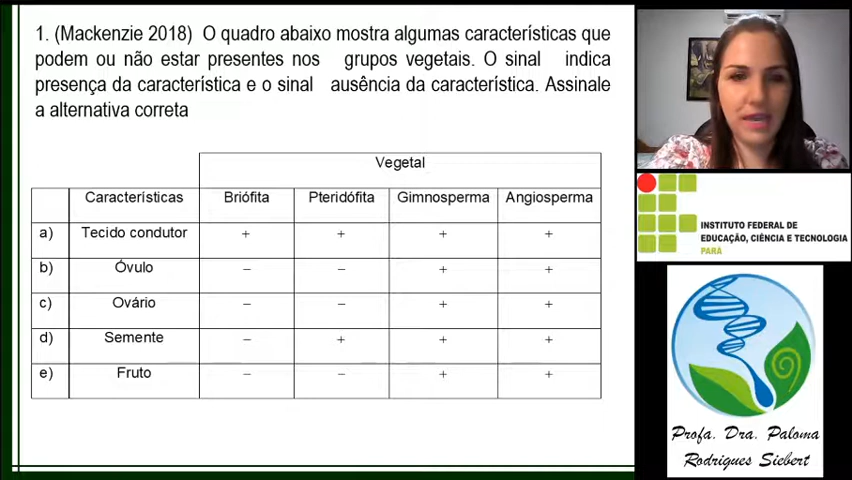 1. (Mackenzie 2018) O quadro abaixo mostra algumas características que
podem ou não estar presentes nos grupos vegetais. O sinal indica
presença da característica e o sinal ausência da característica. Assinale
a alternativa correta
Vegetal
Características Briófita Pteridófita Gimnosperma Angiosperma
a) Tecido condutor + + + +
b) Óvulo – – + +
c) Ovário – – + +
d) Semente – + + +
e) Fruto – – + +
INSTITUTO FEDERAL DE
EDUCAÇÃO, CIÊNCIA E TECNOLOGIA
PARÁ
Profa. Dra. Paloma
Rodrigues Siebert